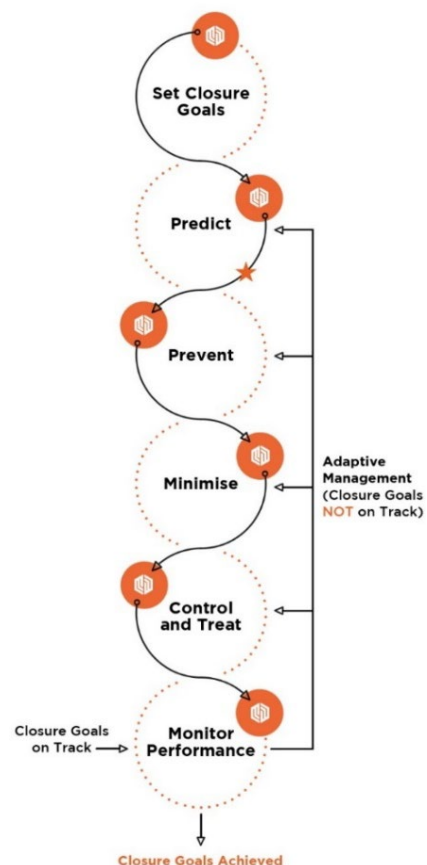 Set Closure
Goals
Predict
Prevent
Minimise
Adaptive
Management
(Closure Goals
NOT on Track)
Control
and Treat
Closure Goals
on Track
Monitor
Performance
Closure Goals Achieved